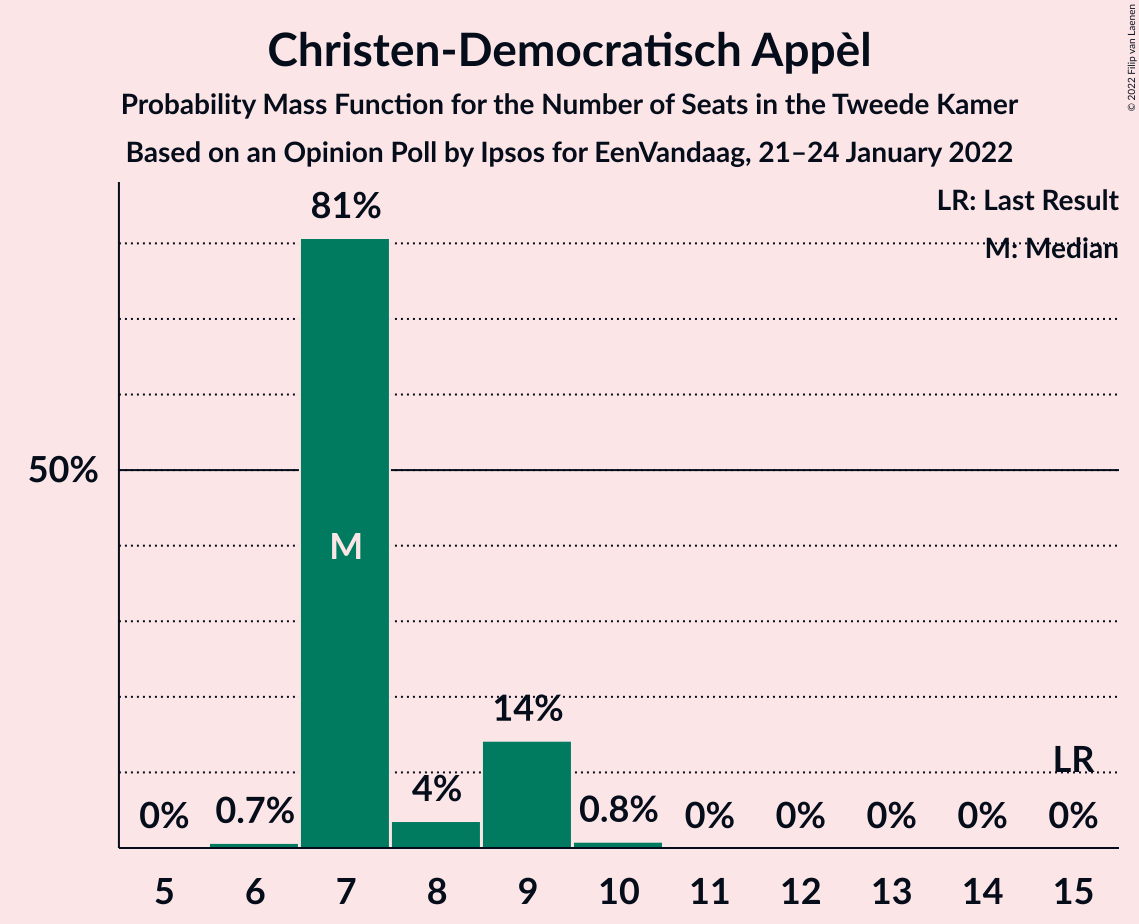 Christen-Democratisch Appèl
Probability Mass Function for the Number of Seats in the Tweede Kamer
Based on an Opinion Poll by Ipsos for EenVandaag, 21–24 January 2022
© 2022 Filip van Laenen
LR: Last Result
M: Median
81%
50%
M
14%
LR
4%
0% 0.7% 0.8% 0% 0% 0% 0% 0%
5 6 7 8 9 10 11 12 13 14 15